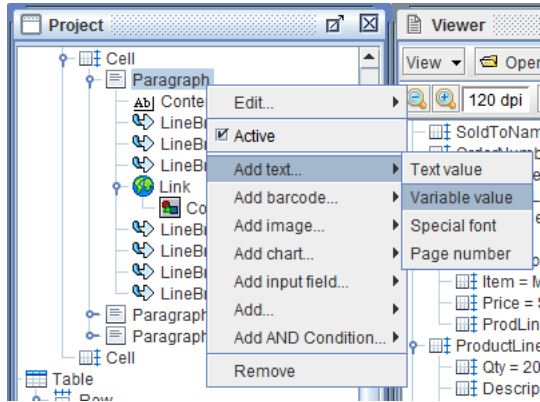 Project
Cell
Paragraph
Ab| Conte
LineBr
LineBr
LineBr
Link
Co
LineBr
LineBr
LineBr
LineBr
Paragraph
Paragraph
Cell
Table
Row
Edit...
Active
Add text...
Add barcode...
Add image...
Add chart...
Add input field...
Add...
Add AND Condition...
Remove
Text value
Variable value
Special font
Page number
Viewer
View
Oper
120 dpi
SoldToNam
Item = M
Price = $
ProdLin
ProductLine
Qty = 20
Descrip